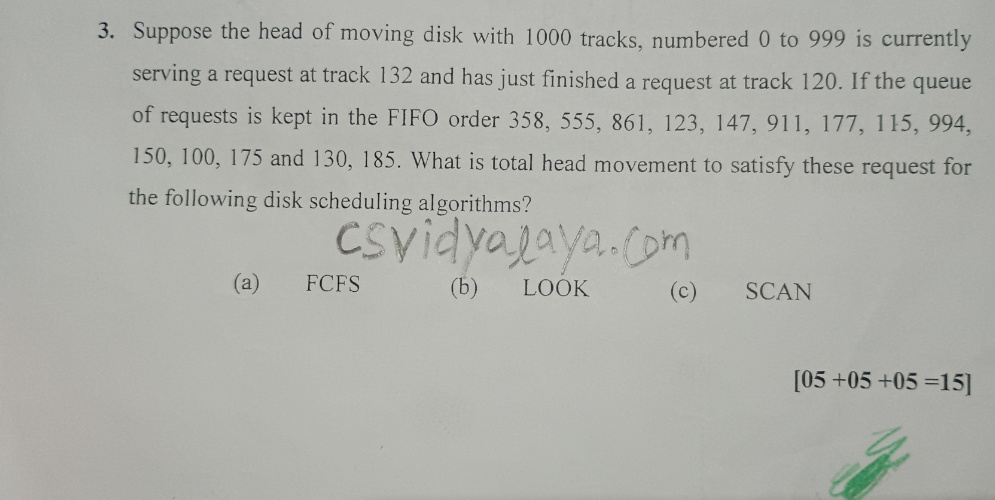 3. Suppose the head of moving disk with 1000 tracks, numbered 0 to 999 is currently
serving a request at track 132 and has just finished a request at track 120. If the queue
of requests is kept in the FIFO order 358, 555, 861, 123, 147, 911, 177, 115, 994,
150, 100, 175 and 130, 185. What is total head movement to satisfy these request for
the following disk scheduling algorithms?
csvidyalaya.com
(a) FCFS (b) LOOK (c) SCAN
[05 +05 +05 =15]